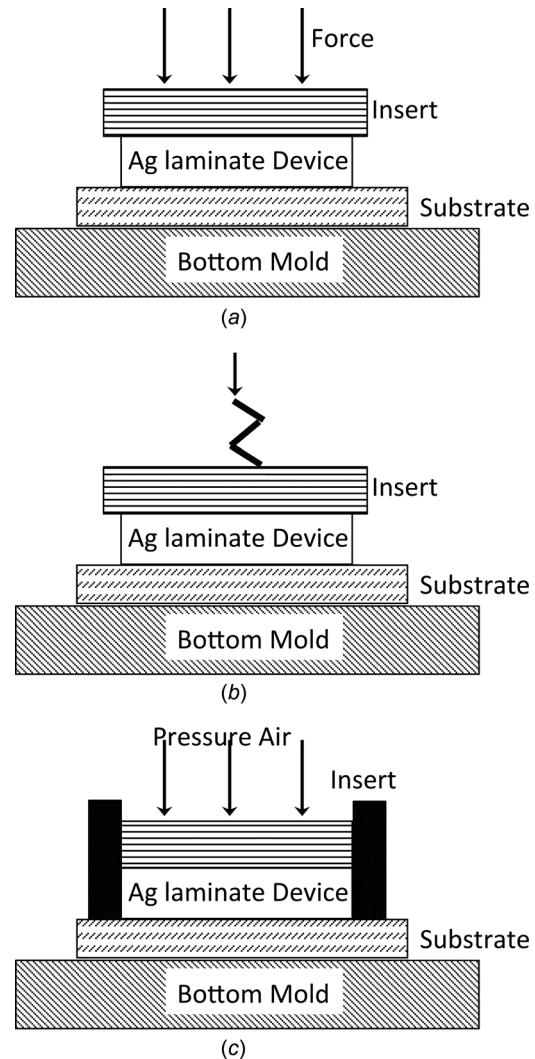 Force
Insert
Ag laminate Device
Substrate
Bottom Mold
(a)
Insert
Ag laminate Device
Substrate
Bottom Mold
(b)
Pressure Air
Insert
Ag laminate Device
Substrate
Bottom Mold
(c)